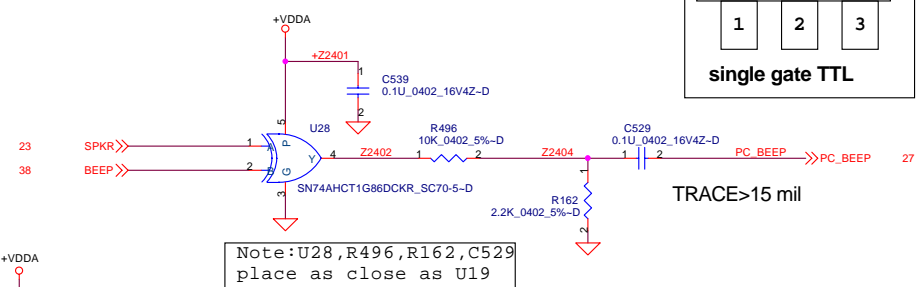 +VDDA
1 2 3
single gate TTL
+Z2401
1
C539
0.1U_0402_16V4Z~D
2
5
U28
23 SPKR 1 A P
Y 4 Z2402 1 R496 2 Z2404
10K_0402_5%~D
C529
0.1U_0402_16V4Z~D
1 2 PC_BEEP PC_BEEP 27
38 BEEP 2 B G
SN74AHCT1G86DCKR_SC70-5~D
3
1
R162
2.2K_0402_5%~D
2
TRACE>15 mil
Note:U28,R496,R162,C529
place as close as U19
+VDDA